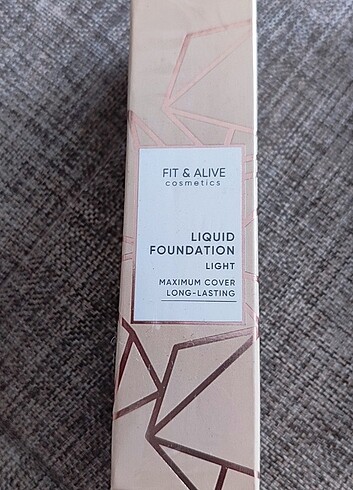 FIT & ALIVE
cosmetics
LIQUID
FOUNDATION
LIGHT
MAXIMUM COVER
LONG-LASTING